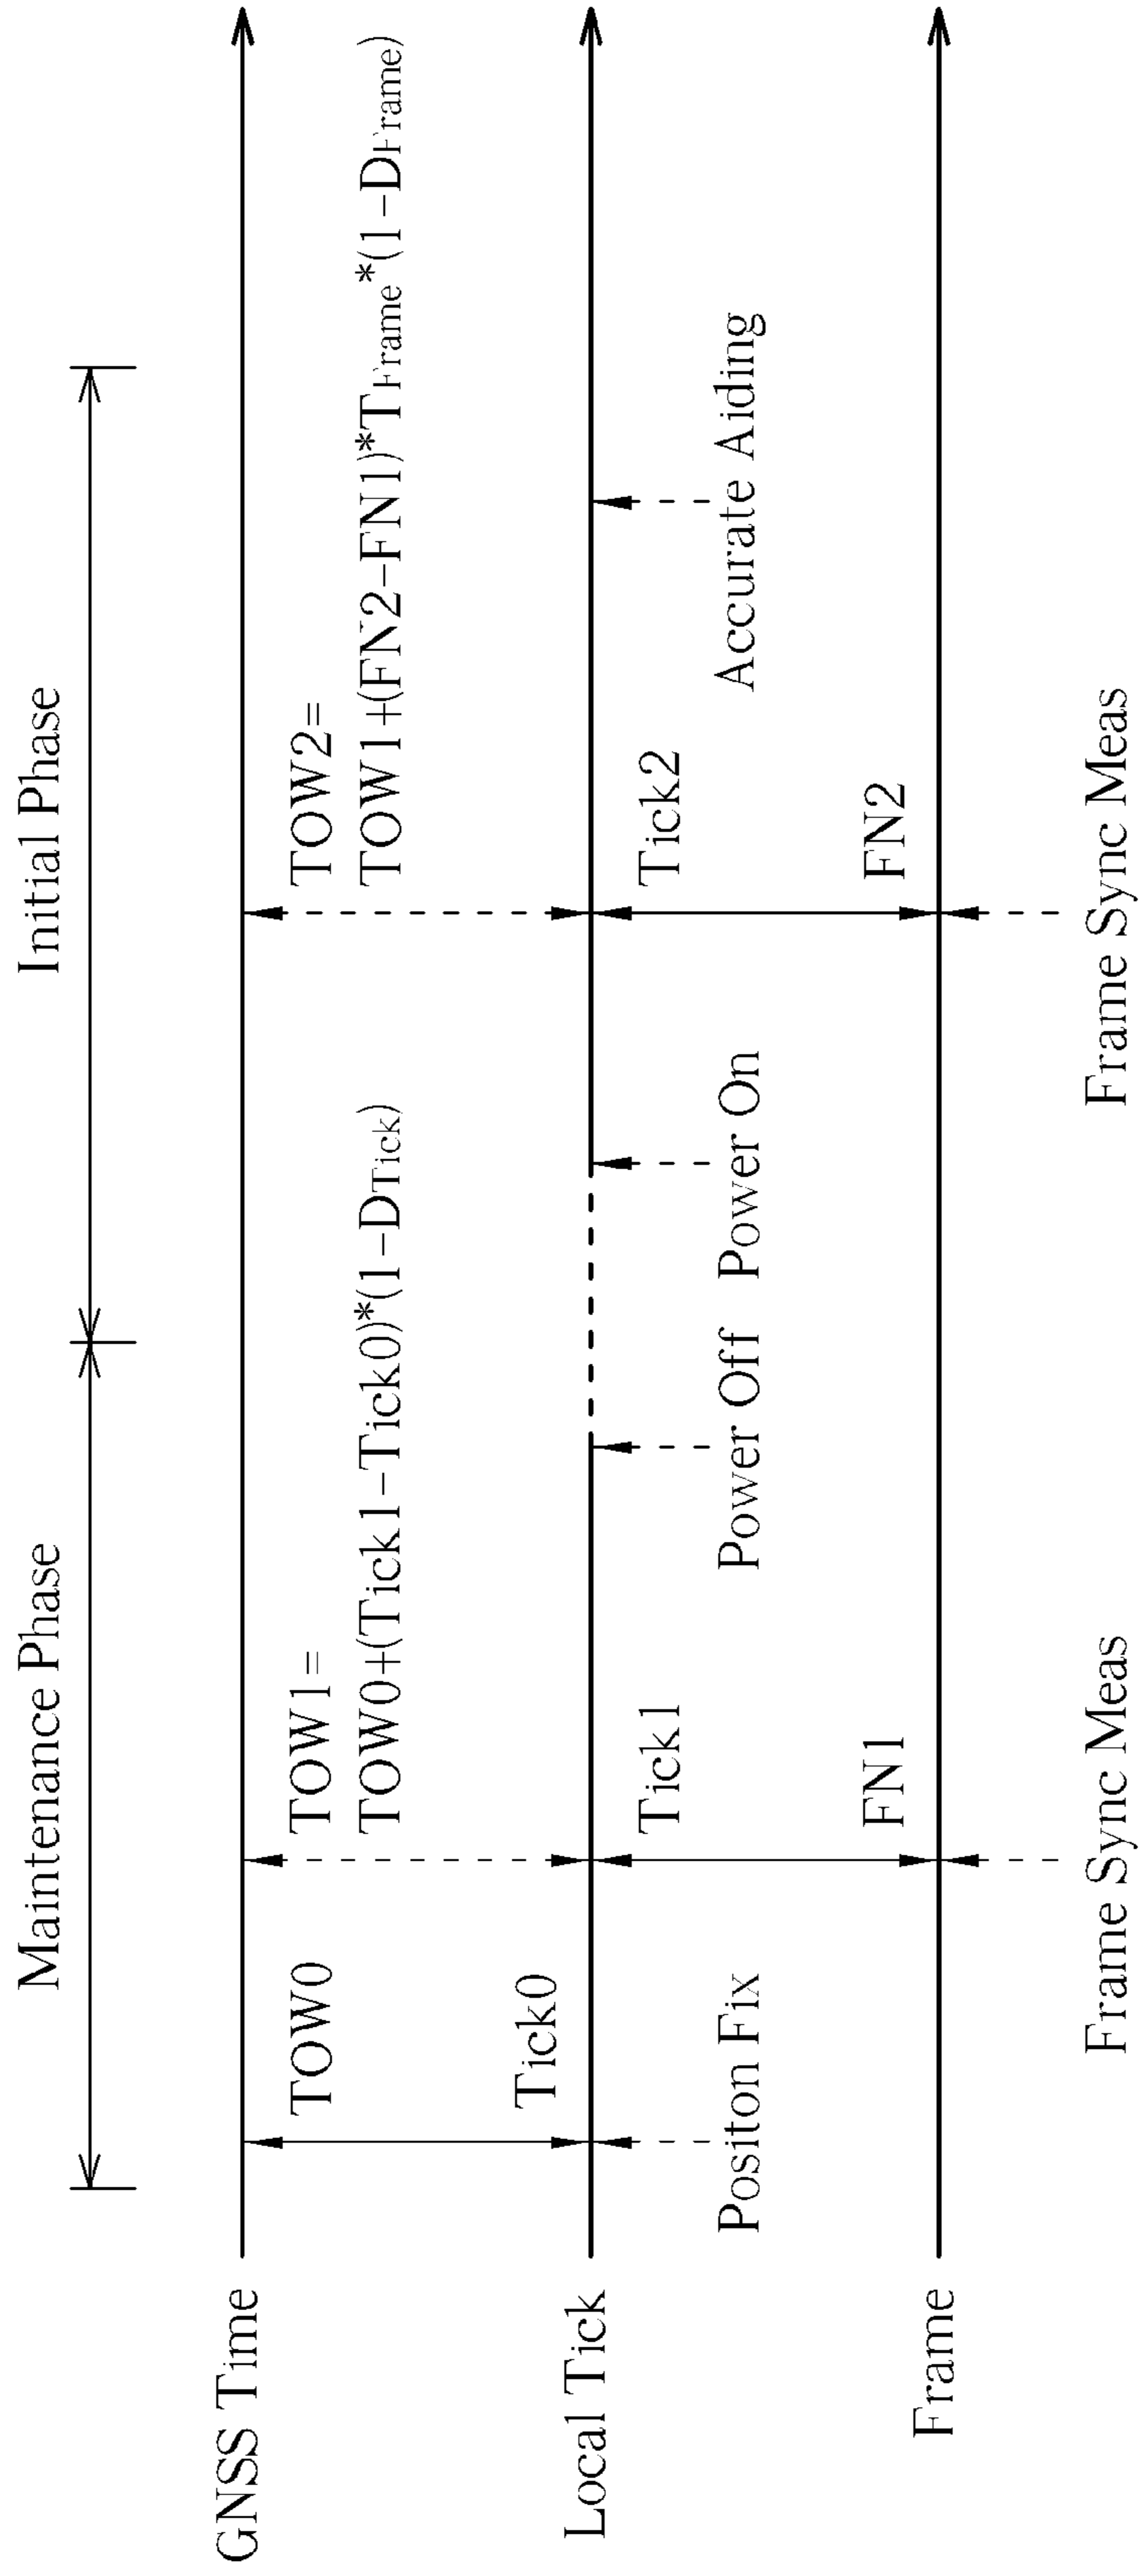 Maintenance Phase
Initial Phase
GNSS Time
TOW0
TOW1=
TOW0+(Tick1-Tick0)*(1-DTick)
TOW2=
TOW1+(FN2-FN1)*TFrame*(1-DFrame)
Tick0
Local Tick
Tick1
Tick2
Positon Fix
Power Off
Power On
Accurate Aiding
FN1
FN2
Frame
Frame Sync Meas
Frame Sync Meas